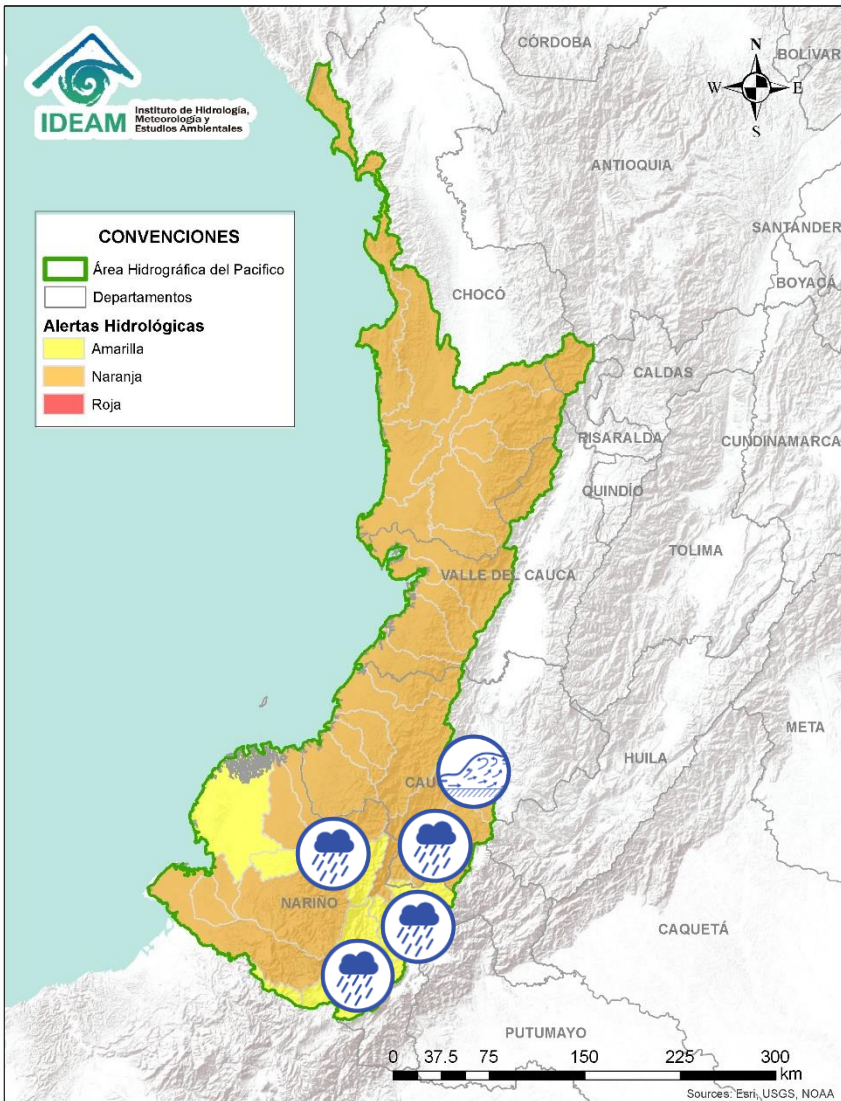 IDEAM
Instituto de Hidrología,
Meteorología y
Estudios Ambientales
CÓRDOBA
BOLÍVAR
N
W
E
S
ANTIOQUIA
CONVENCIONES
Área Hidrográfica del Pacifico
Departamentos
Alertas Hidrológicas
Amarilla
Naranja
Roja
SANTANDER
BOYACÁ
CHOCÓ
CALDAS
RISARALDA
CUNDINAMARCA
QUINDÍO
TOLIMA
VALLE DEL CAUCA
META
HUILA
NARIÑO
CAQUETÁ
PUTUMAYO
0 37.5 75 150 225 300
km
Sources: Esri, USGS, NOAA